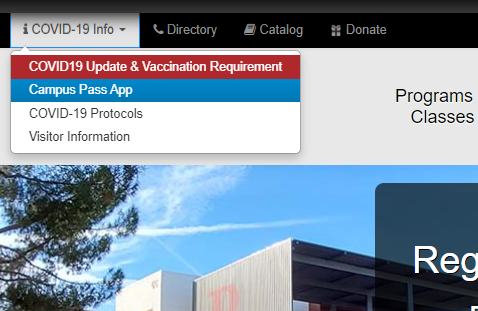 COVID-19 Info
Directory
Catalog
Donate
COVID19 Update & Vaccination Requirement
Campus Pass App
COVID-19 Protocols
Visitor Information
Programs
Classes
Reg